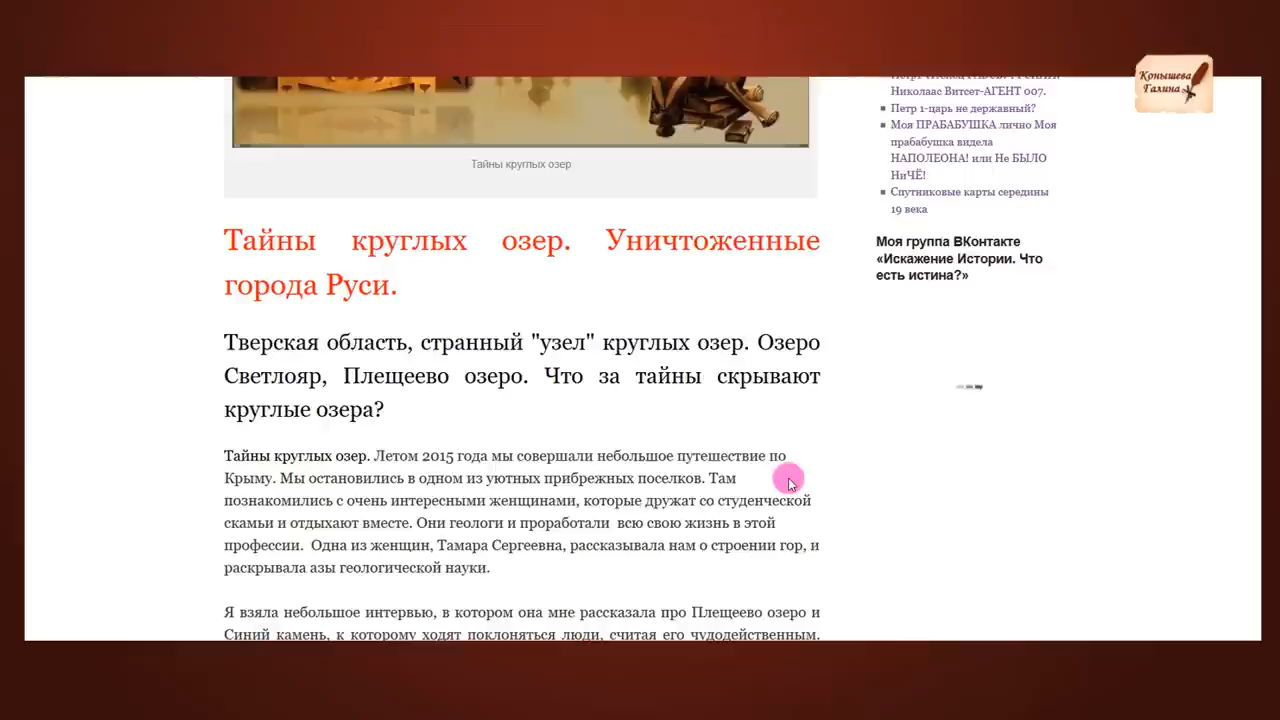 Конышева
Галина
Николаас Витсет-АГЕНТ 007.
Петр 1-царь не державный?
Моя ПРАБАБУШКА лично Моя
прабабушка видела
НАПОЛЕОНА! или Не БЫЛО
НиЧЁ!
Спутниковые карты середины
19 века
Моя группа ВКонтакте
«Искажение Истории. Что
есть истина?»
Тайны круглых озер
Тайны круглых озер. Уничтоженные
города Руси.
Тверская область, странный "узел" круглых озер. Озеро
Светлояр, Плещеево озеро. Что за тайны скрывают
круглые озера?
Тайны круглых озер. Летом 2015 года мы совершали небольшое путешествие по
Крыму. Мы остановились в одном из уютных прибрежных поселков. Там
познакомились с очень интересными женщинами, которые дружат со студенческой
скамьи и отдыхают вместе. Они геологи и проработали всю свою жизнь в этой
профессии. Одна из женщин, Тамара Сергеевна, рассказывала нам о строении гор, и
раскрывала азы геологической науки.
Я взяла небольшое интервью, в котором она мне рассказала про Плещеево озеро и
Синий камень, к которому ходят поклоняться люди, считая его чудодейственным.